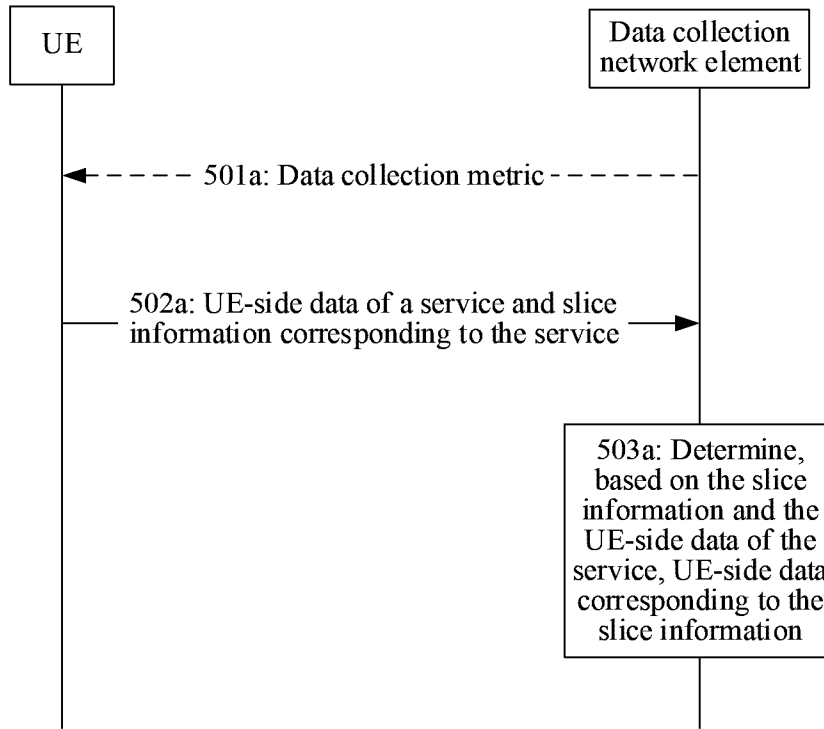 UE
Data collection
network element
501a: Data collection metric
502a: UE-side data of a service and slice
information corresponding to the service
503a: Determine,
based on the slice
information and the
UE-side data of the
service, UE-side data
corresponding to the
slice information